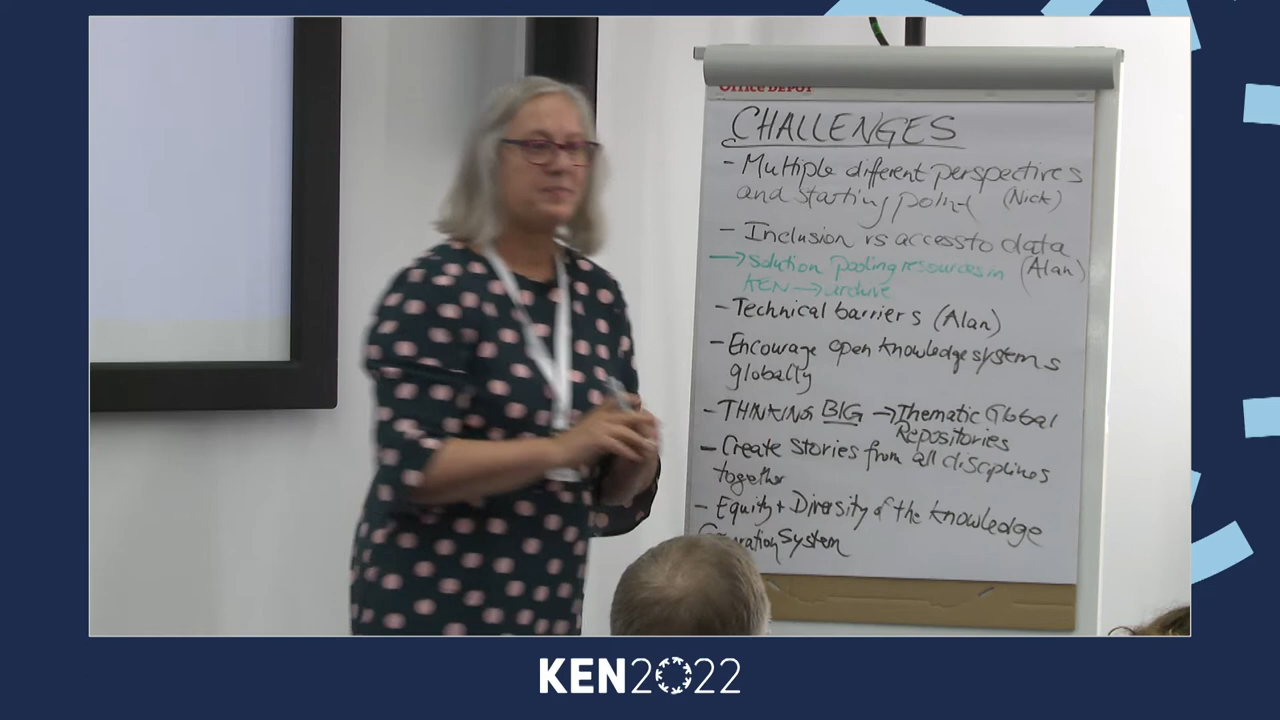 Office DEPOT
CHALLENGES
- Multiple different perspectives
and starting point (Nick)
- Inclusion vs access to data
→ solution pooling resources in (Alan)
KEN → archive
- Technical barriers (Alan)
- Encourage open knowledge systems
globally
- THINKING BIG → Thematic Global
Repositories
- Create stories from all disciplines
together
- Equity + Diversity of the knowledge
System
KEN2022